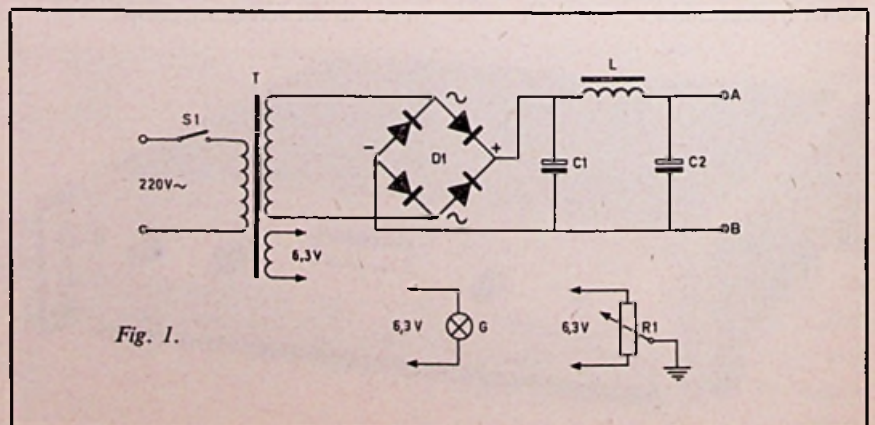 T
L
A
S1
~
-
+
D1
C1
C2
220V~
~
B
6,3V
Fig. 1.
6,3 V
G
6,3V
R1